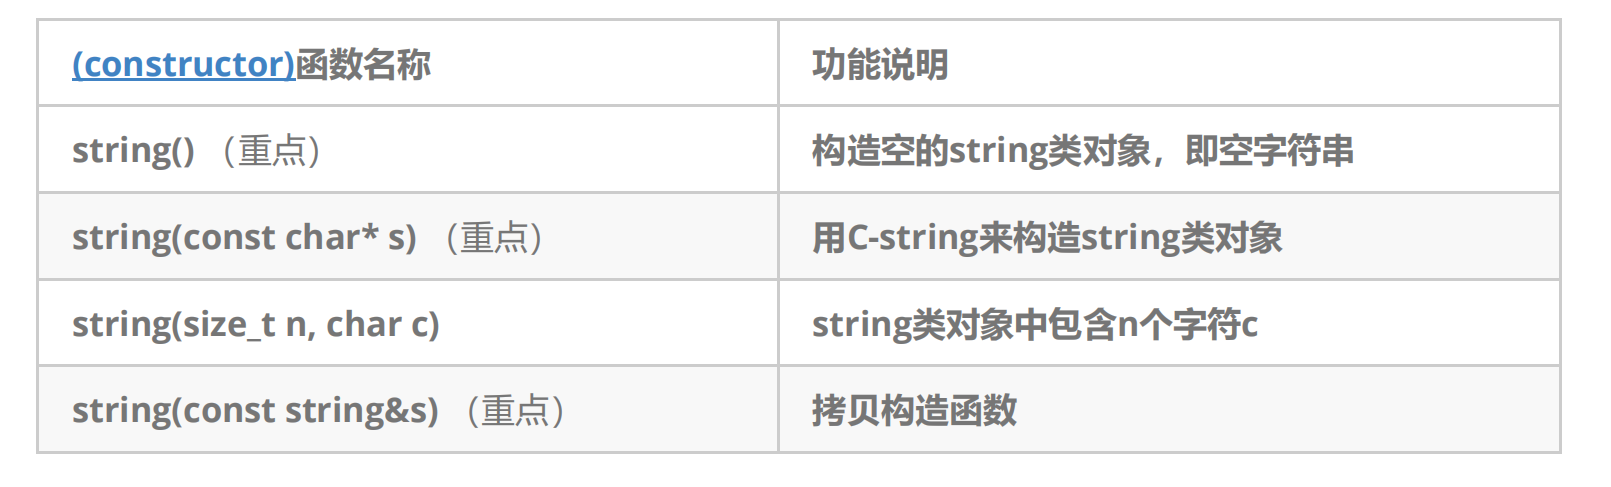 (constructor)函数名称 功能说明
string() （重点） 构造空的string类对象，即空字符串
string(const char* s) （重点） 用C-string来构造string类对象
string(size_t n, char c) string类对象中包含n个字符c
string(const string&s) （重点） 拷贝构造函数